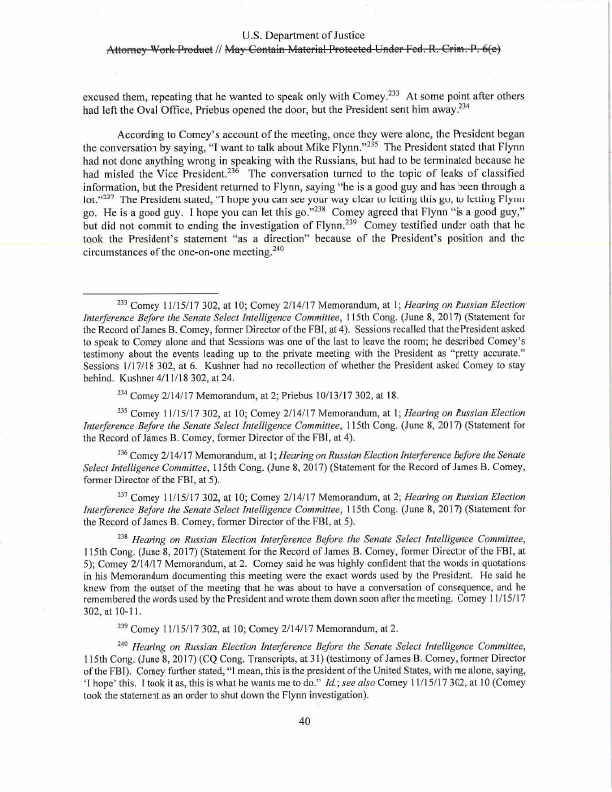 U.S. Department of Justice
Attorney Work Product // May Contain Material Protected Under Fed. R. Crim. P. 6(e)
excused them, repeating that he wanted to speak only with Comey.233 At some point after others
had left the Oval Office, Priebus opened the door, but the President sent him away.234
According to Comey's account of the meeting, once they were alone, the President began
the conversation by saying, "I want to talk about Mike Flynn."235 The President stated that Flynn
had not done anything wrong in speaking with the Russians, but had to be terminated because he
had misled the Vice President.236 The conversation turned to the topic of leaks of classified
information, but the President returned to Flynn, saying "he is a good guy and has been through a
lot."237 The President stated, "I hope you can see your way clear to letting this go, to letting Flynn
go. He is a good guy. I hope you can let this go."238 Comey agreed that Flynn "is a good guy,"
but did not commit to ending the investigation of Flynn.239 Comey testified under oath that he
took the President's statement "as a direction" because of the President's position and the
circumstances of the one-on-one meeting.240
233 Comey 11/15/17 302, at 10; Comey 2/14/17 Memorandum, at 1; Hearing on Russian Election
Interference Before the Senate Select Intelligence Committee, 115th Cong. (June 8, 2017) (Statement for
the Record of James B. Comey, former Director of the FBI, at 4). Sessions recalled that the President asked
to speak to Comey alone and that Sessions was one of the last to leave the room; he described Comey's
testimony about the events leading up to the private meeting with the President as "pretty accurate."
Sessions 1/17/18 302, at 6. Kushner had no recollection of whether the President asked Comey to stay
behind. Kushner 4/11/18 302, at 24.
234 Comey 2/14/17 Memorandum, at 2; Priebus 10/13/17 302, at 18.
235 Comey 11/15/17 302, at 10; Comey 2/14/17 Memorandum, at 1; Hearing on Russian Election
Interference Before the Senate Select Intelligence Committee, 115th Cong. (June 8, 2017) (Statement for
the Record of James B. Comey, former Director of the FBI, at 4).
236 Comey 2/14/17 Memorandum, at 1; Hearing on Russian Election Interference Before the Senate
Select Intelligence Committee, 115th Cong. (June 8, 2017) (Statement for the Record of James B. Comey,
former Director of the FBI, at 5).
237 Comey 11/15/17 302, at 10; Comey 2/14/17 Memorandum, at 2; Hearing on Russian Election
Interference Before the Senate Select Intelligence Committee, 115th Cong. (June 8, 2017) (Statement for
the Record of James B. Comey, former Director of the FBI, at 5).
238 Hearing on Russian Election Interference Before the Senate Select Intelligence Committee,
115th Cong. (June 8, 2017) (Statement for the Record of James B. Comey, former Director of the FBI, at
5); Comey 2/14/17 Memorandum, at 2. Comey said he was highly confident that the words in quotations
in his Memorandum documenting this meeting were the exact words used by the President. He said he
knew from the outset of the meeting that he was about to have a conversation of consequence, and he
remembered the words used by the President and wrote them down soon after the meeting. Comey 11/15/17
302, at 10-11.
239 Comey 11/15/17 302, at 10; Comey 2/14/17 Memorandum, at 2.
240 Hearing on Russian Election Interference Before the Senate Select Intelligence Committee,
115th Cong. (June 8, 2017) (CQ Cong. Transcripts, at 31) (testimony of James B. Comey, former Director
of the FBI). Comey further stated, "I mean, this is the president of the United States, with me alone, saying,
'I hope' this. I took it as, this is what he wants me to do." Id.; see also Comey 11/15/17 302, at 10 (Comey
took the statement as an order to shut down the Flynn investigation).
40